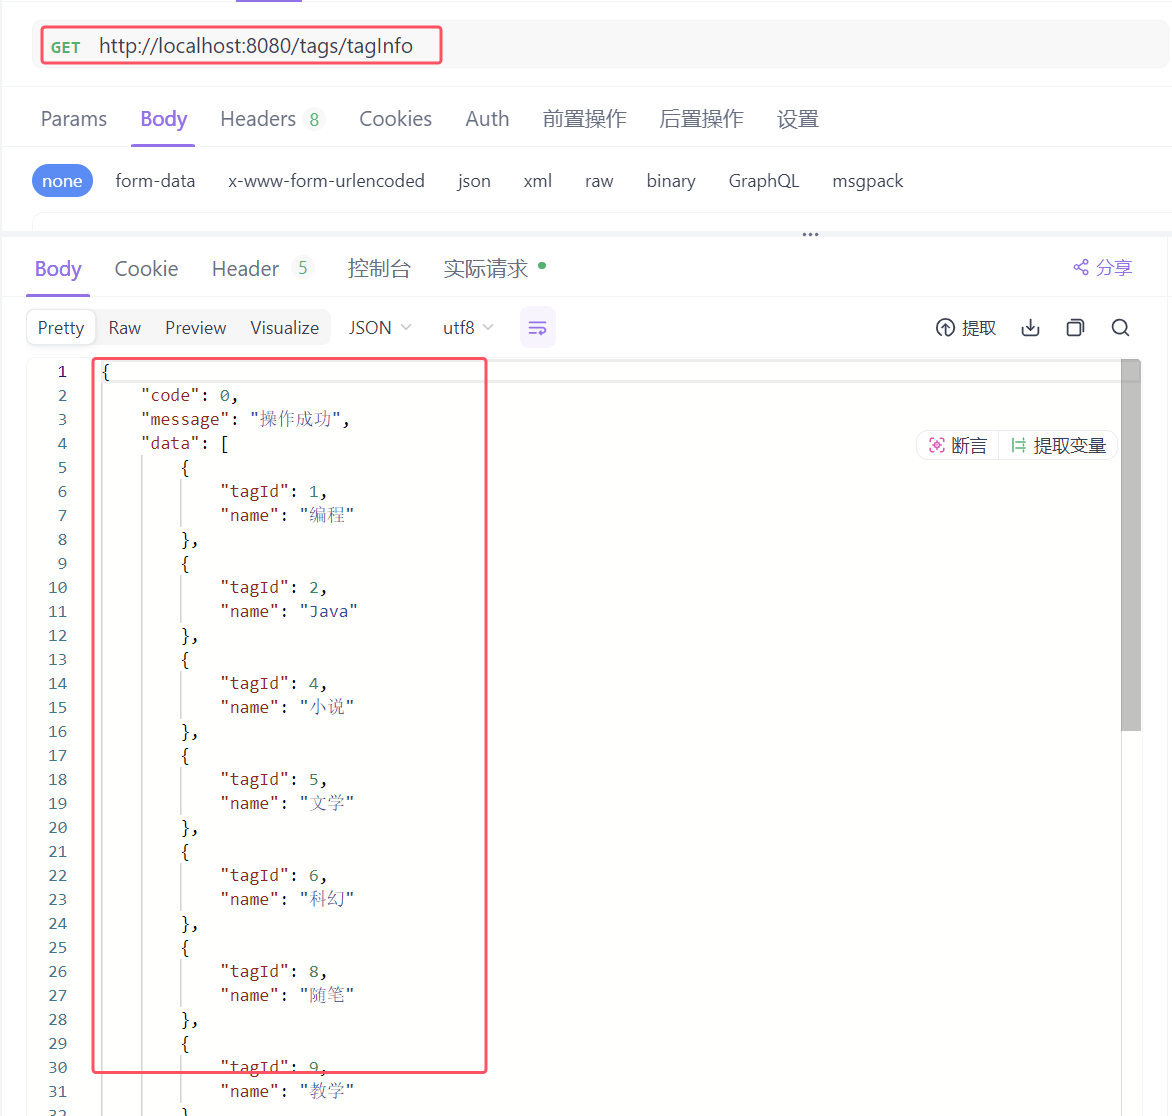 GET http://localhost:8080/tags/tagInfo
Params Body Headers 8 Cookies Auth 前置操作 后置操作 设置
none form-data x-www-form-urlencoded json xml raw binary GraphQL msgpack
Body Cookie Header 5 控制台 实际请求 分享
Pretty Raw Preview Visualize JSON utf8 提取
1 {
2 "code": 0,
3 "message": "操作成功",
4 "data": [
断言 提取变量
5 {
6 "tagId": 1,
7 "name": "编程"
8 },
9 {
10 "tagId": 2,
11 "name": "Java"
12 },
13 {
14 "tagId": 4,
15 "name": "小说"
16 },
17 {
18 "tagId": 5,
19 "name": "文学"
20 },
21 {
22 "tagId": 6,
23 "name": "科幻"
24 },
25 {
26 "tagId": 8,
27 "name": "随笔"
28 },
29 {
30 "tagId": 9,
31 "name": "教学"
32 }